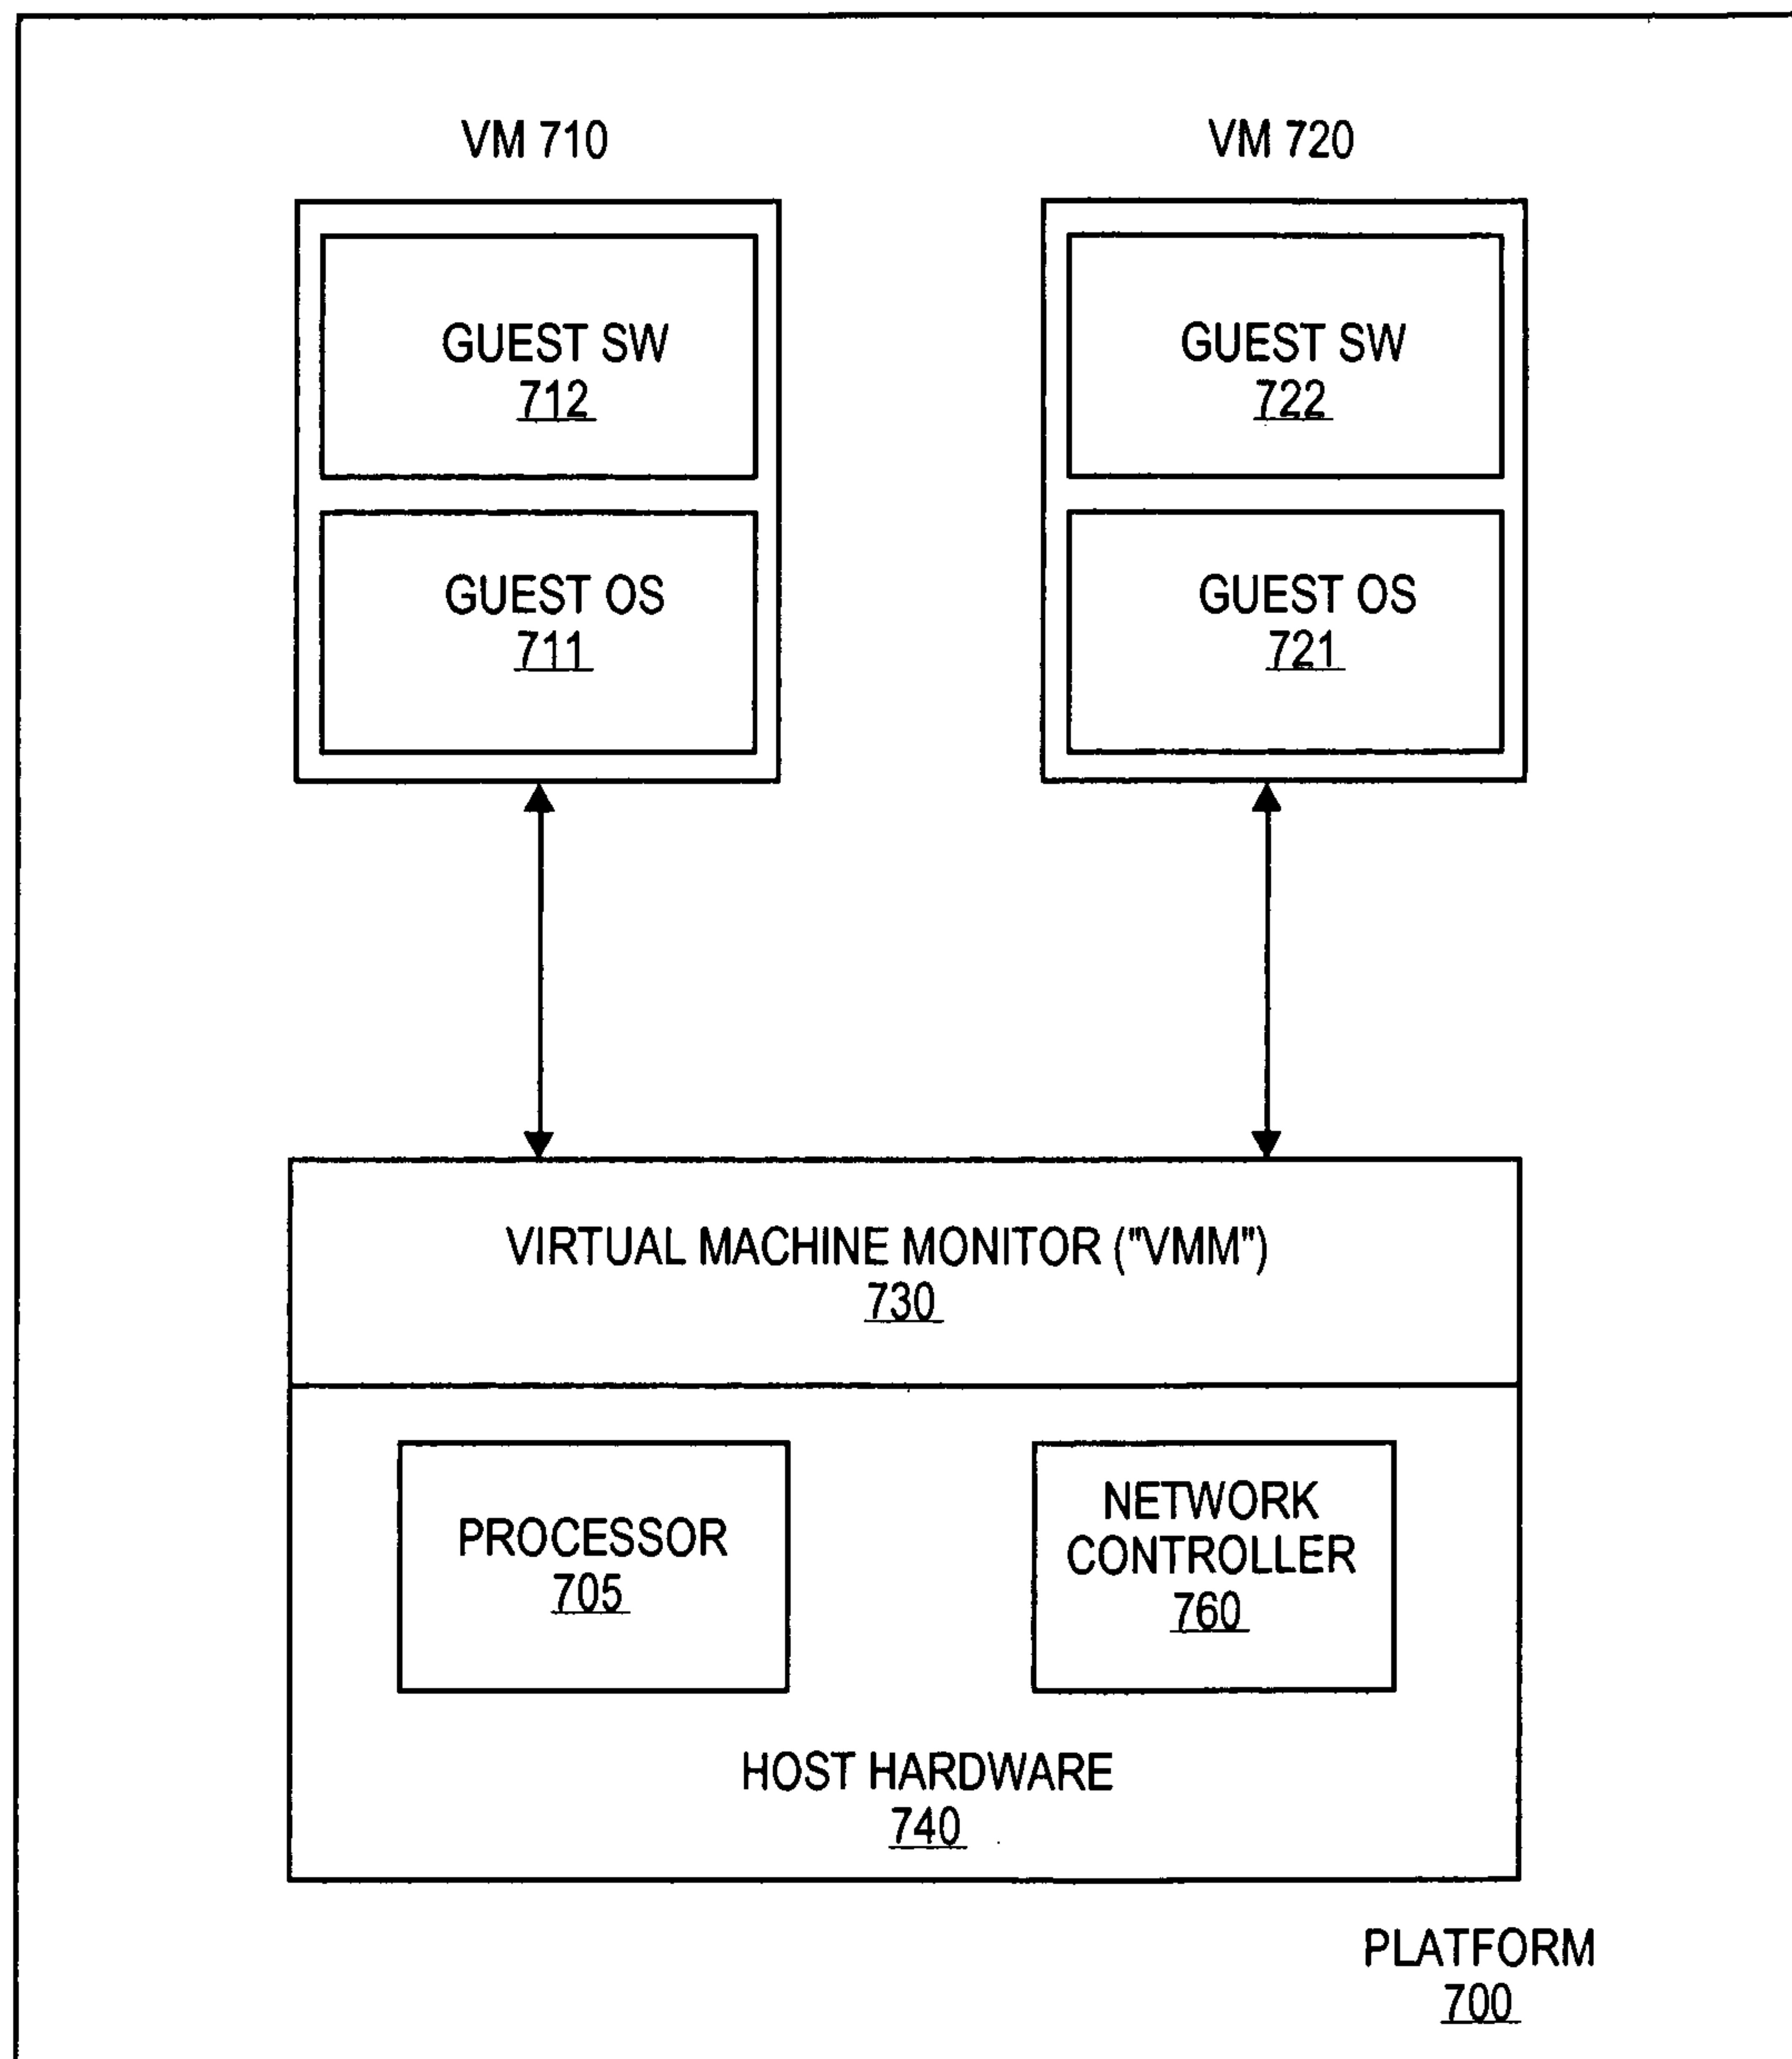 VM 710
VM 720
GUEST SW
712
GUEST OS
711
GUEST SW
722
GUEST OS
721
VIRTUAL MACHINE MONITOR ("VMM")
730
PROCESSOR
705
NETWORK
CONTROLLER
760
HOST HARDWARE
740
PLATFORM
700